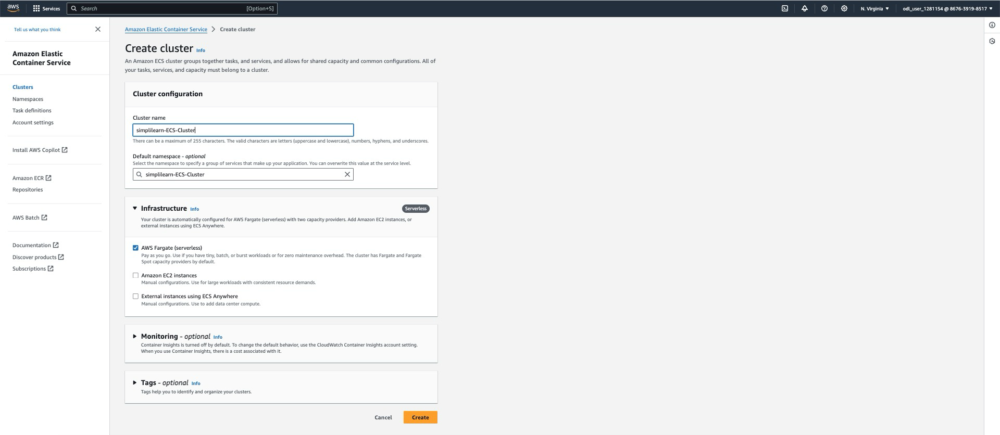 aws
Services
Search [Option+S]
N. Virginia
odl_user_1281154 @ 8676-3919-8517
Tell us what you think
Amazon Elastic
Container Service
Clusters
Namespaces
Task definitions
Account settings
Install AWS Copilot
Amazon ECR
Repositories
AWS Batch
Documentation
Discover products
Subscriptions
Amazon Elastic Container Service > Create cluster
Create cluster Info
An Amazon ECS cluster groups together tasks, and services, and allows for shared capacity and common configurations. All of
your tasks, services, and capacity must belong to a cluster.
Cluster configuration
Cluster name
simplilearn-ECS-Cluster
There can be a maximum of 255 characters. The valid characters are letters (uppercase and lowercase), numbers, hyphens, and underscores.
Default namespace - optional
Select the namespace to specify a group of services that make up your application. You can overwrite this value at the service level.
simplilearn-ECS-Cluster
Infrastructure Info
Serverless
Your cluster is automatically configured for AWS Fargate (serverless) with two capacity providers. Add Amazon EC2 instances, or
external instances using ECS Anywhere.
AWS Fargate (serverless)
Pay as you go. Use if you have tiny, batch, or burst workloads or for zero maintenance overhead. The cluster has Fargate and Fargate
Spot capacity providers by default.
Amazon EC2 instances
Manual configurations. Use for large workloads with consistent resource demands.
External instances using ECS Anywhere
Manual configurations. Use to add data center compute.
Monitoring - optional Info
Container Insights is turned off by default. To change the default behavior, use the CloudWatch Container Insights account setting.
When you use Container Insights, there is a cost associated with it.
Tags - optional Info
Tags help you to identify and organize your clusters.
Cancel
Create